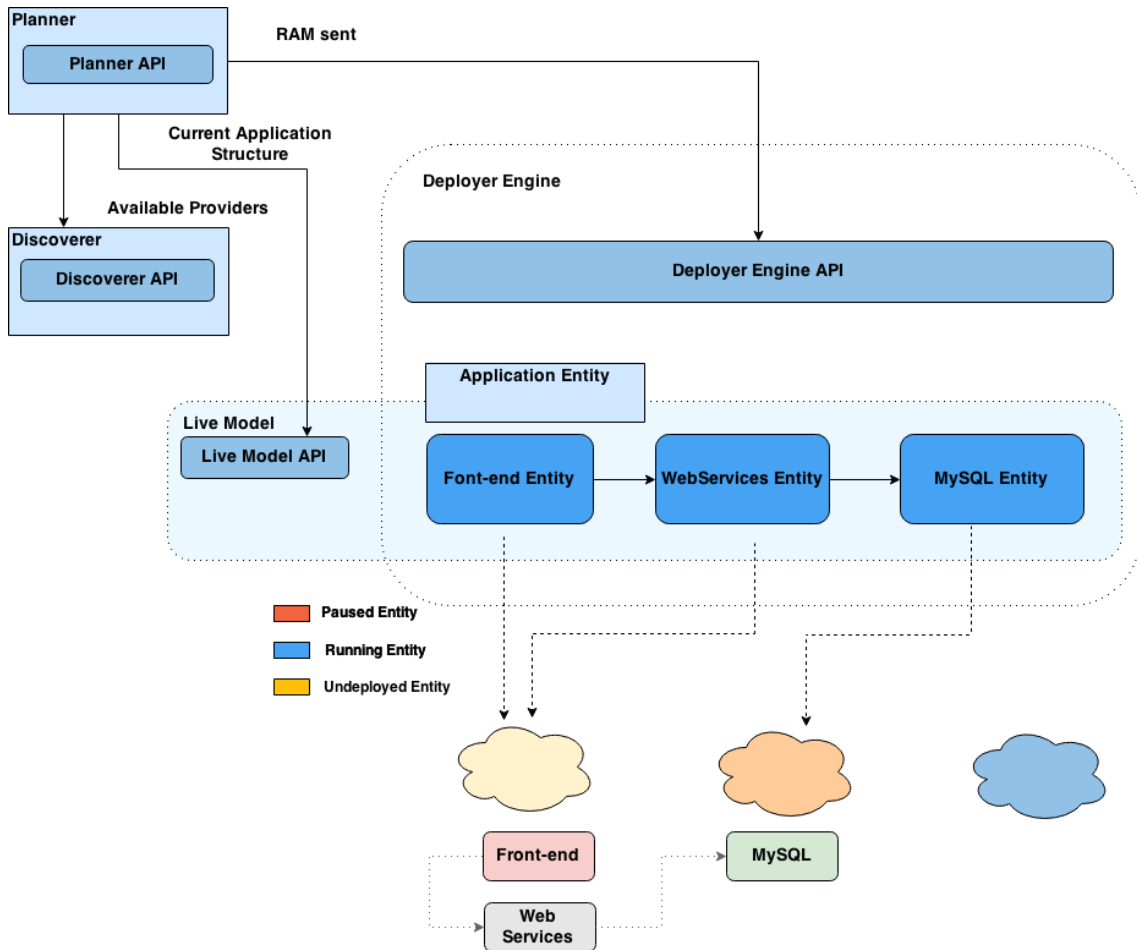 Planner
Planner API
RAM sent
Current Application
Structure
Available Providers
Deployer Engine
Discoverer
Discoverer API
Deployer Engine API
Application Entity
Live Model
Live Model API
Font-end Entity
WebServices Entity
MySQL Entity
Paused Entity
Running Entity
Undeployed Entity
Front-end
MySQL
Web
Services